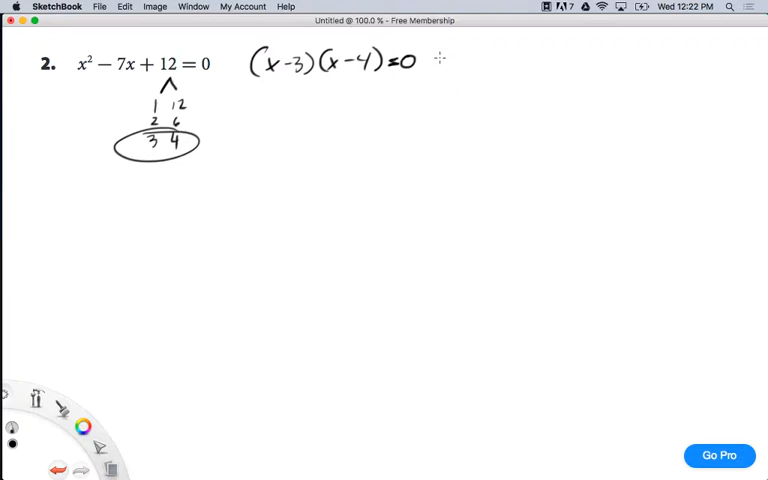 SketchBook File Edit Image Window My Account Help 7 Wed 12:22 PM
Untitled @ 100.0 % - Free Membership
2. x² − 7x + 12 = 0 (x-3)(x-4)=0
1 12
2 6
3 4
Go Pro